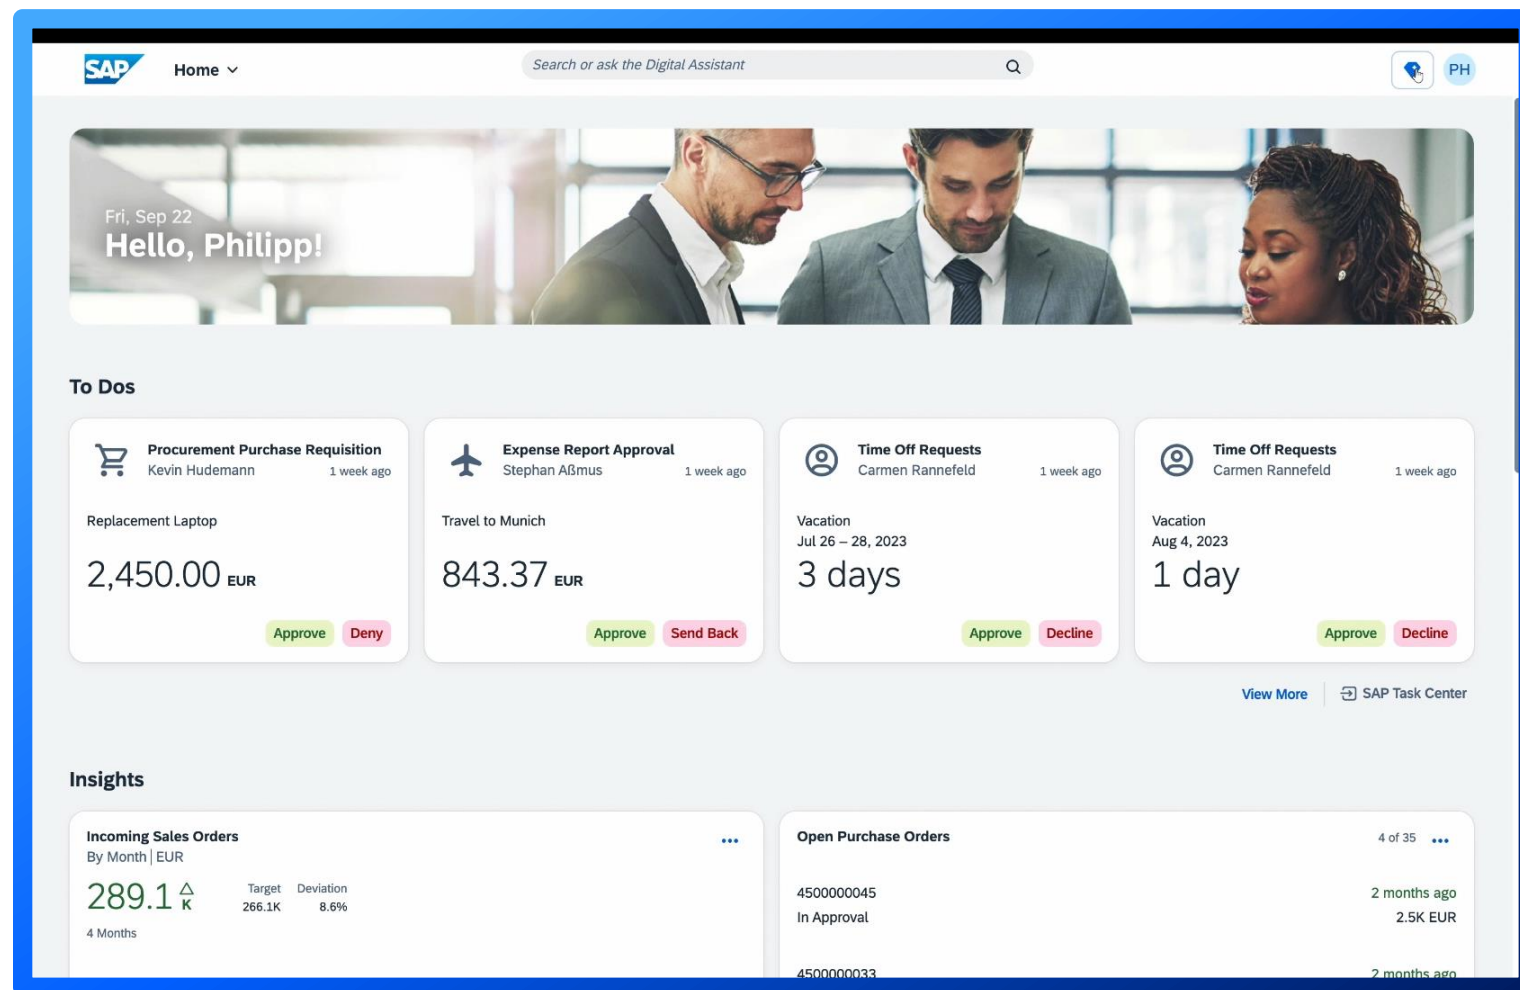 SAP
Home
Search or ask the Digital Assistant
PH
Fri, Sep 22
Hello, Philipp!
To Dos
Procurement Purchase Requisition
Kevin Hudemann 1 week ago
Replacement Laptop
2,450.00 EUR
Approve Deny
Expense Report Approval
Stephan Aßmus 1 week ago
Travel to Munich
843.37 EUR
Approve Send Back
Time Off Requests
Carmen Rannefeld 1 week ago
Vacation
Jul 26 – 28, 2023
3 days
Approve Decline
Time Off Requests
Carmen Rannefeld 1 week ago
Vacation
Aug 4, 2023
1 day
Approve Decline
View More SAP Task Center
Insights
Incoming Sales Orders
By Month | EUR
289.1 K
Target Deviation
266.1K 8.6%
4 Months
Open Purchase Orders 4 of 35
4500000045 2 months ago
In Approval 2.5K EUR
4500000033 2 months ago